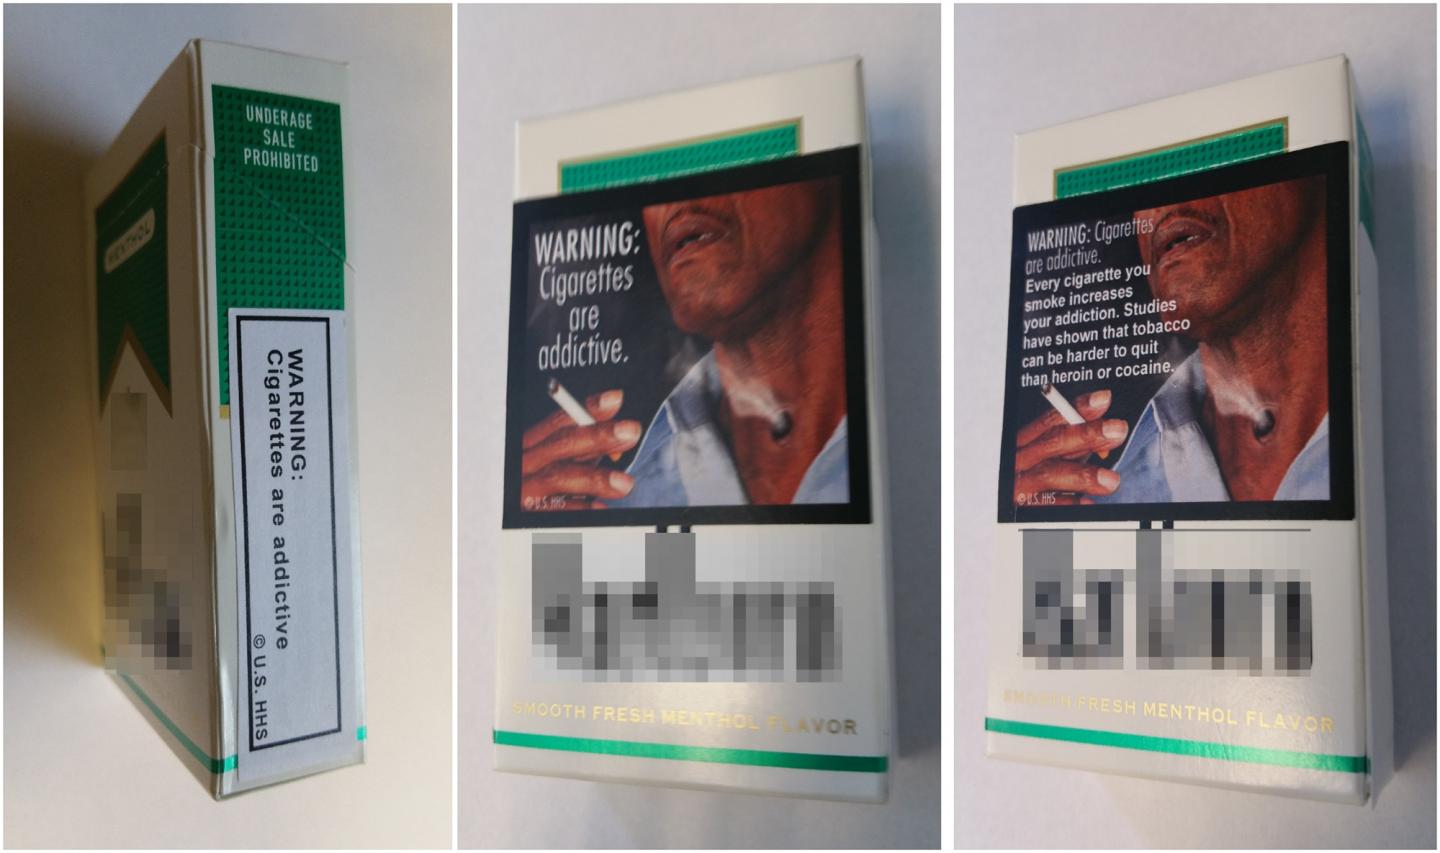 UNDERAGE
SALE
PROHIBITED
MENTHOL
WARNING:
Cigarettes are addictive
© U.S. HHS
WARNING:
Cigarettes
are
addictive.
© U.S. HHS
SMOOTH FRESH MENTHOL FLAVOR
WARNING: Cigarettes
are addictive.
Every cigarette you
smoke increases
your addiction. Studies
have shown that tobacco
can be harder to quit
than heroin or cocaine.
© U.S. HHS
SMOOTH FRESH MENTHOL FLAVOR